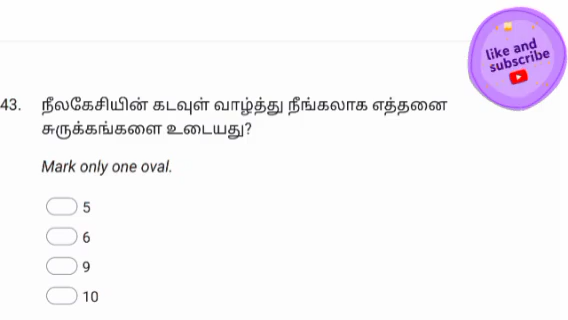 like and
subscribe
43. நீலகேசியின் கடவுள் வாழ்த்து நீங்கலாக எத்தனை
சுருக்கங்களை உடையது?
Mark only one oval.
5
6
9
10